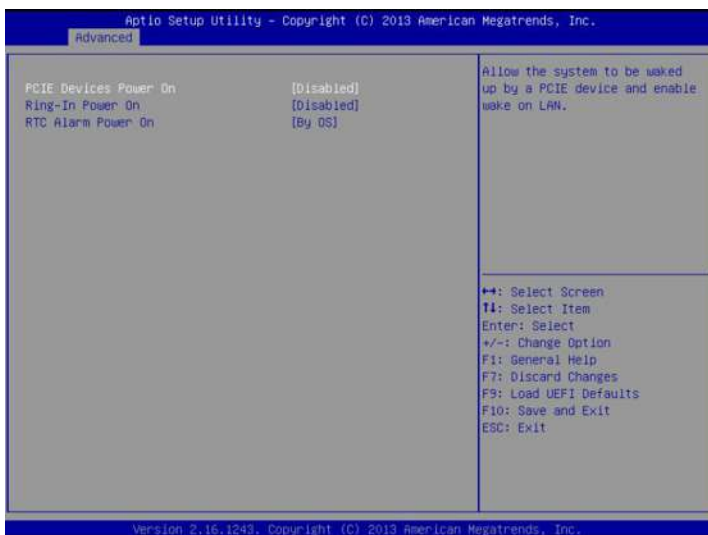 Aptio Setup Utility – Copyright (C) 2013 American Megatrends, Inc.
Advanced
PCIE Devices Power On [Disabled]
Ring-In Power On [Disabled]
RTC Alarm Power On [By OS]
Allow the system to be waked
up by a PCIE device and enable
wake on LAN.
↔: Select Screen
↑↓: Select Item
Enter: Select
+/-: Change Option
F1: General Help
F7: Discard Changes
F9: Load UEFI Defaults
F10: Save and Exit
ESC: Exit
Version 2.16.1243. Copyright (C) 2013 American Megatrends, Inc.